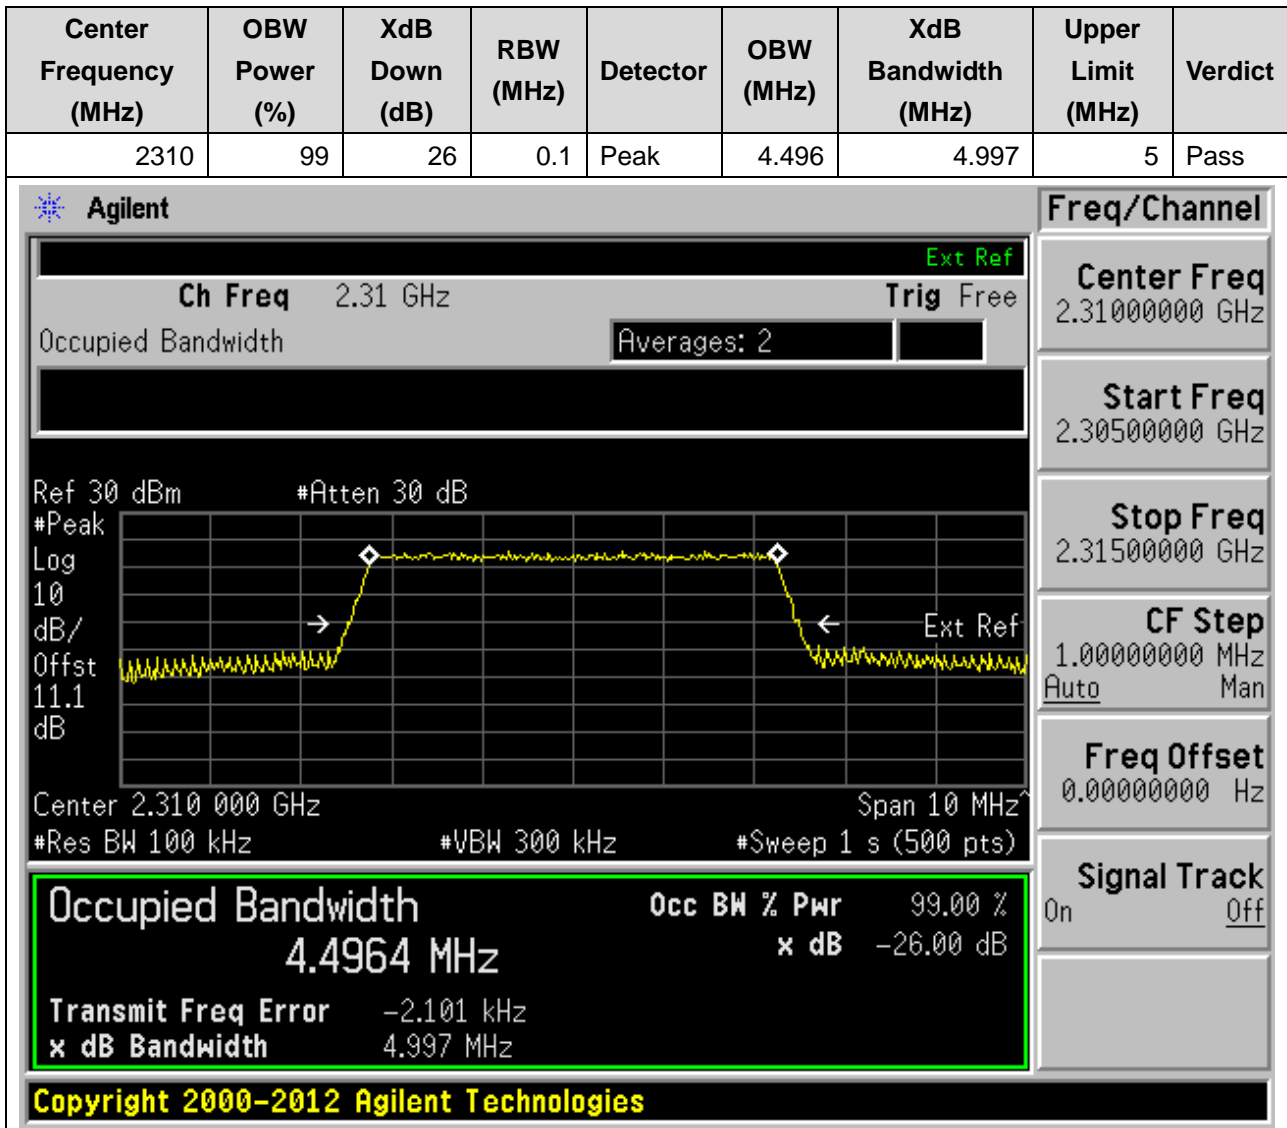 Center Frequency (MHz) OBW Power (%) XdB Down (dB) RBW (MHz) Detector OBW (MHz) XdB Bandwidth (MHz) Upper Limit (MHz) Verdict
2310 99 26 0.1 Peak 4.496 4.997 5 Pass
Agilent
Ext Ref
Ch Freq 2.31 GHz Trig Free
Occupied Bandwidth Averages: 2
Ref 30 dBm #Atten 30 dB
#Peak
Log
10
dB/
Offst
11.1
dB
Ext Ref
Center 2.310 000 GHz Span 10 MHz^
#Res BW 100 kHz #VBW 300 kHz #Sweep 1 s (500 pts)
Occupied Bandwidth
4.4964 MHz
Occ BW % Pwr 99.00 %
x dB -26.00 dB
Transmit Freq Error -2.101 kHz
x dB Bandwidth 4.997 MHz
Copyright 2000-2012 Agilent Technologies
Freq/Channel
Center Freq
2.31000000 GHz
Start Freq
2.30500000 GHz
Stop Freq
2.31500000 GHz
CF Step
1.00000000 MHz
Auto Man
Freq Offset
0.00000000 Hz
Signal Track
On Off